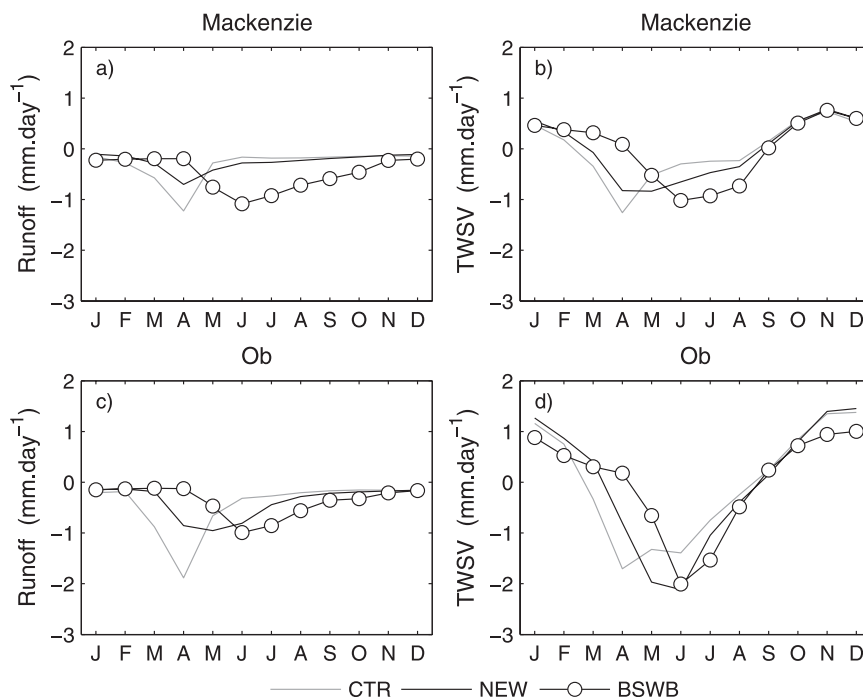 Mackenzie
a)
Runoff (mm.day⁻¹)
2
1
0
−1
−2
−3
J F M A M J J A S O N D
Mackenzie
b)
TWSV (mm.day⁻¹)
2
1
0
−1
−2
−3
J F M A M J J A S O N D
Ob
c)
Runoff (mm.day⁻¹)
2
1
0
−1
−2
−3
J F M A M J J A S O N D
Ob
d)
TWSV (mm.day⁻¹)
2
1
0
−1
−2
−3
J F M A M J J A S O N D
CTR NEW BSWB